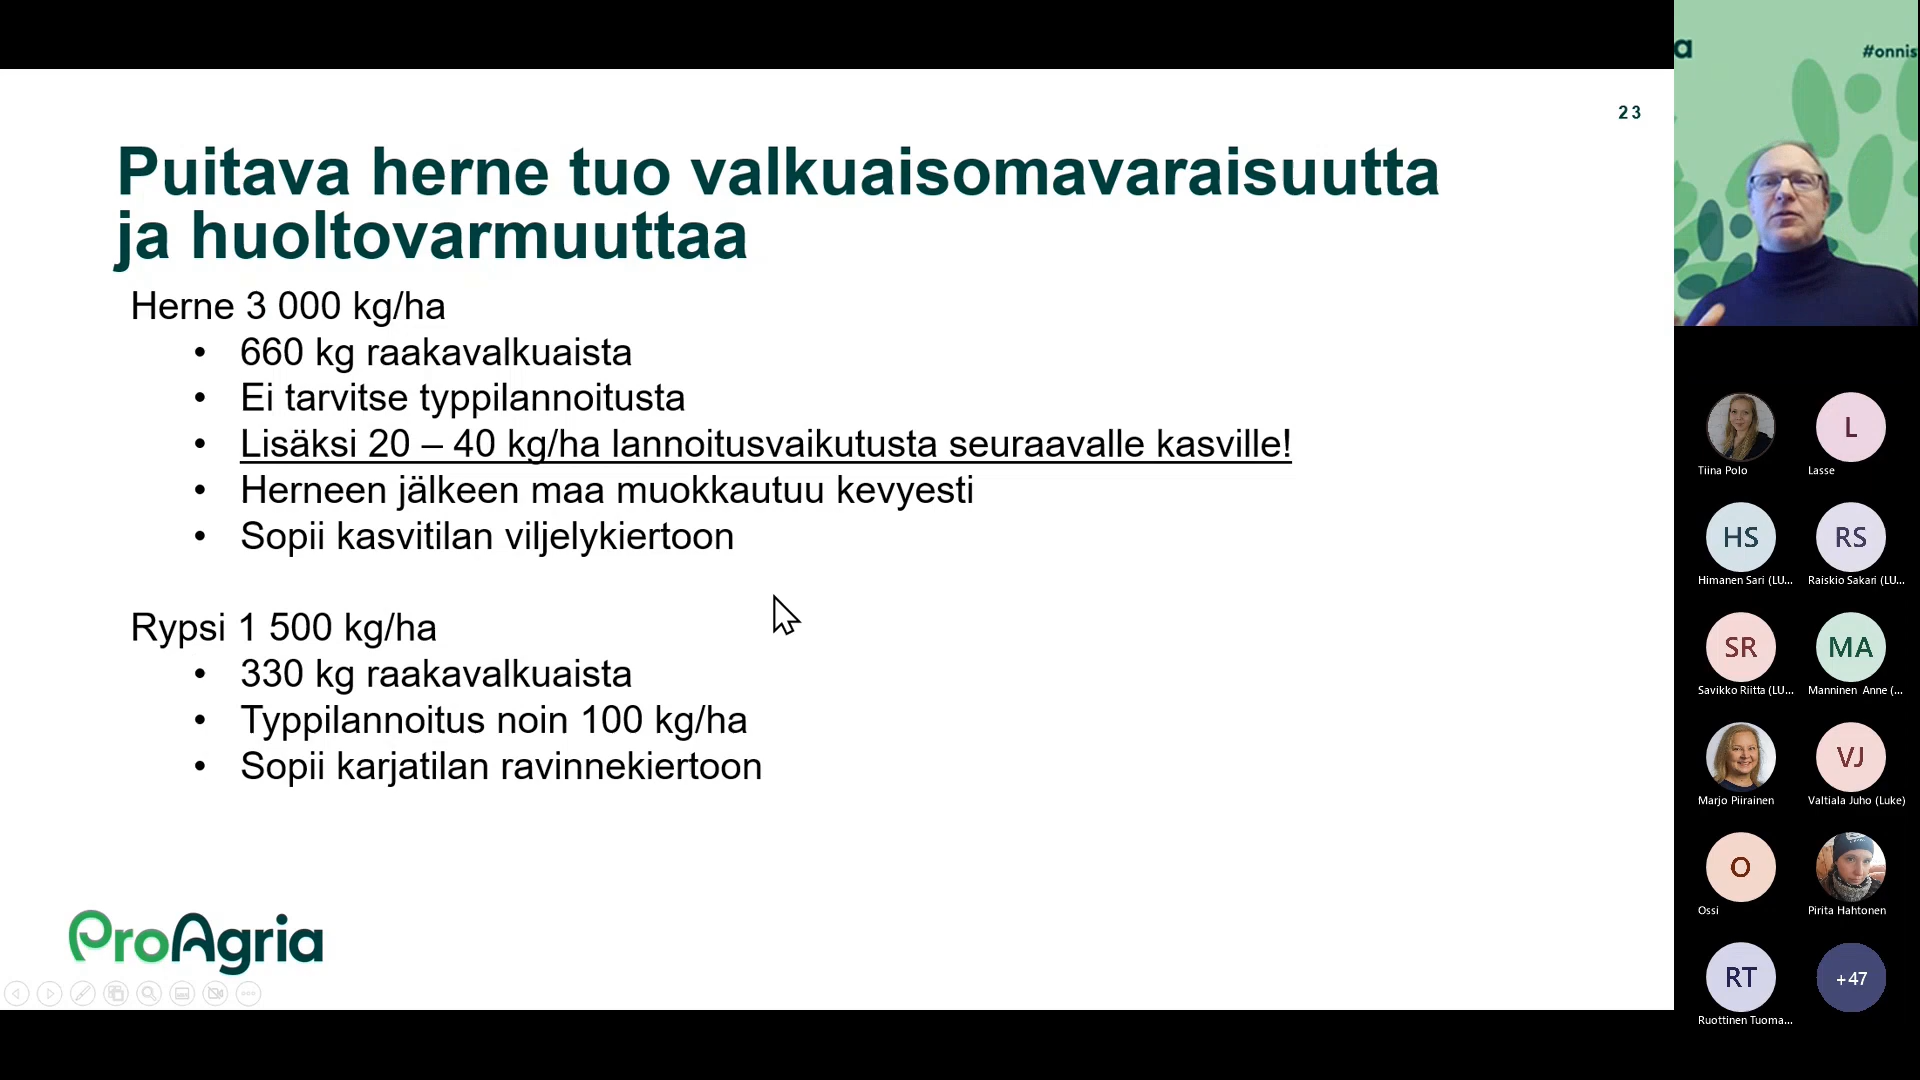 23
Puitava herne tuo valkuaisomavaraisuutta
ja huoltovarmuuttaa
Herne 3 000 kg/ha
• 660 kg raakavalkuaista
• Ei tarvitse typpilannoitusta
• Lisäksi 20 – 40 kg/ha lannoitusvaikutusta seuraavalle kasville!
• Herneen jälkeen maa muokkautuu kevyesti
• Sopii kasvitilan viljelykiertoon
Rypsi 1 500 kg/ha
• 330 kg raakavalkuaista
• Typpilannoitus noin 100 kg/ha
• Sopii karjatilan ravinnekiertoon
ProAgria
a
#onnis
L
Tiina Polo
Lasse
HS
RS
Himanen Sari (LU...
Raiskio Sakari (LU...
SR
MA
Savikko Riitta (LU...
Manninen Anne (...
VJ
Marjo Piirainen
Valtiala Juho (Luke)
O
Ossi
Pirita Hahtonen
RT
+47
Ruottinen Tuoma...